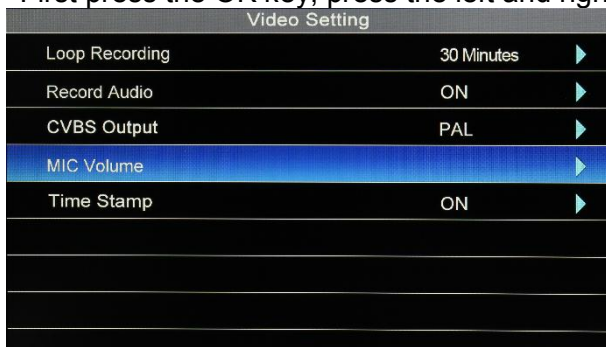 First press the OK key, press the left and righ
Video Setting
Loop Recording 30 Minutes
Record Audio ON
CVBS Output PAL
MIC Volume
Time Stamp ON